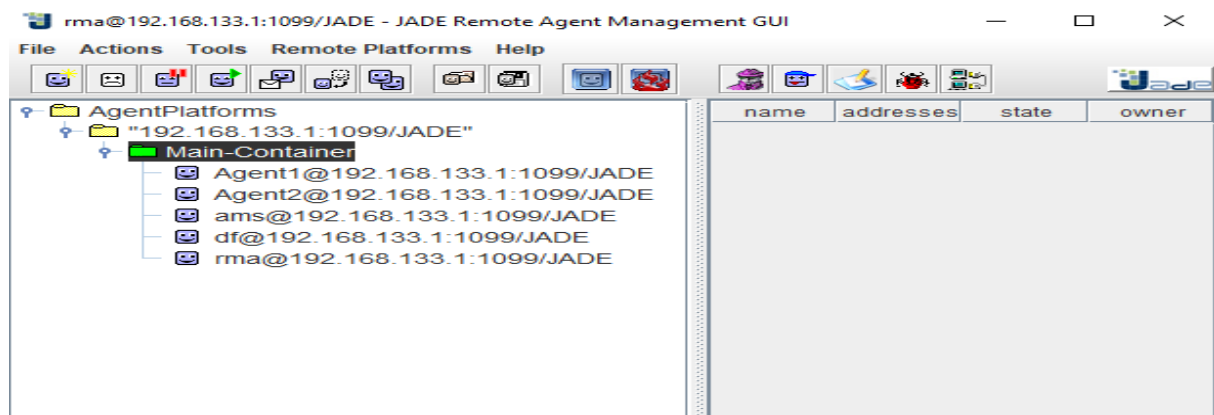 rma@192.168.133.1:1099/JADE - JADE Remote Agent Management GUI
File Actions Tools Remote Platforms Help
Jade
AgentPlatforms
name addresses state owner
"192.168.133.1:1099/JADE"
Main-Container
Agent1@192.168.133.1:1099/JADE
Agent2@192.168.133.1:1099/JADE
ams@192.168.133.1:1099/JADE
df@192.168.133.1:1099/JADE
rma@192.168.133.1:1099/JADE